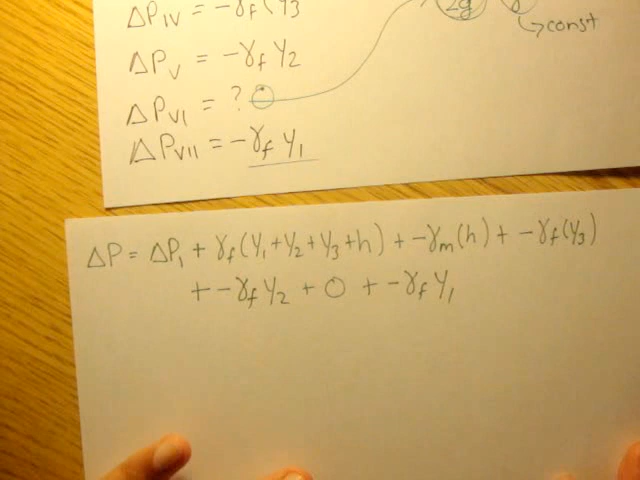 ΔP_IV = -γ_f (y_3
2g
γ
↳ const
ΔP_V = -γ_f y_2
ΔP_VI = ? 0
ΔP_VII = -γ_f y_1
ΔP = ΔP_1 + γ_f (y_1 + y_2 + y_3 + h) + -γ_m (h) + -γ_f (y_3)
+ -γ_f y_2 + 0 + -γ_f y_1